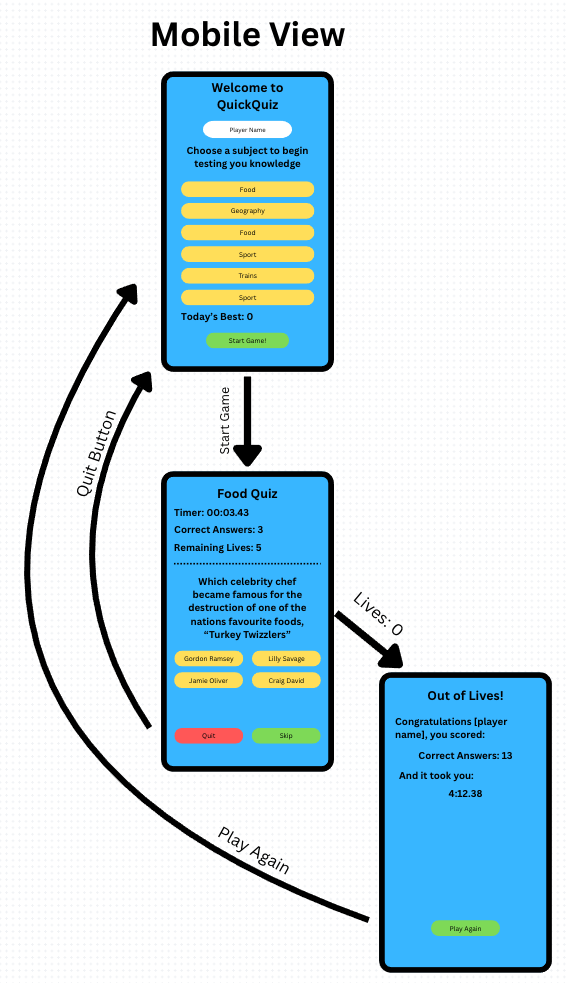 Mobile View
Welcome to
QuickQuiz
Player Name
Choose a subject to begin
testing you knowledge
Food
Geography
Food
Sport
Trains
Sport
Today's Best: 0
Start Game!
Start Game
Quit Button
Food Quiz
Timer: 00:03.43
Correct Answers: 3
Remaining Lives: 5
Which celebrity chef
became famous for the
destruction of one of the
nations favourite foods,
“Turkey Twizzlers”
Gordon Ramsey
Lilly Savage
Jamie Oliver
Craig David
Quit
Skip
Lives: 0
Out of Lives!
Congratulations [player
name], you scored:
Correct Answers: 13
And it took you:
4:12.38
Play Again
Play Again